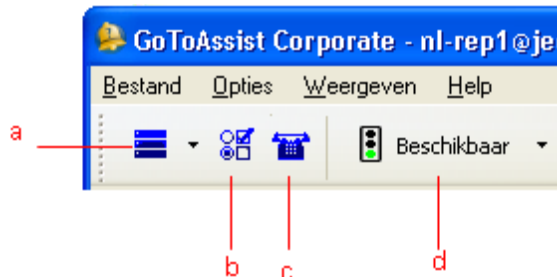 GoToAssist Corporate - nl-rep1@je
Bestand Opties Weergeven Help
a
Beschikbaar
b c d